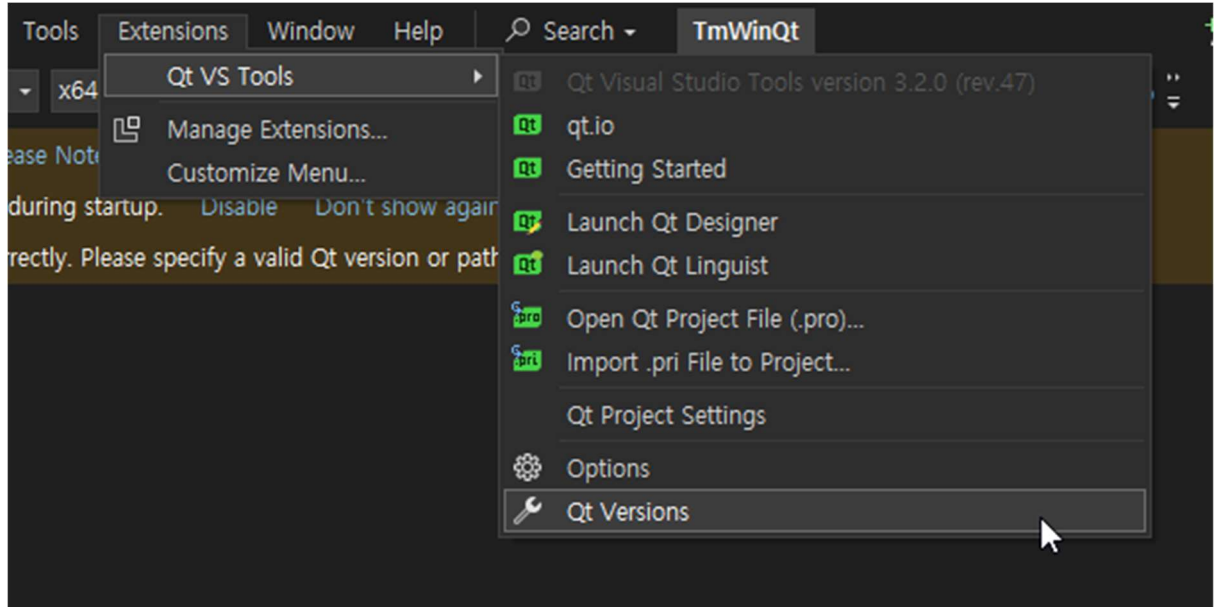 Tools Extensions Window Help Search TmWinQt
x64 Qt VS Tools
Manage Extensions...
Customize Menu...
Qt Visual Studio Tools version 3.2.0 (rev.47)
qt.io
Getting Started
Launch Qt Designer
Launch Qt Linguist
Open Qt Project File (.pro)...
Import .pri File to Project...
Qt Project Settings
Options
Qt Versions
ease Note
during startup. Disable Don't show again
rrectly. Please specify a valid Qt version or path